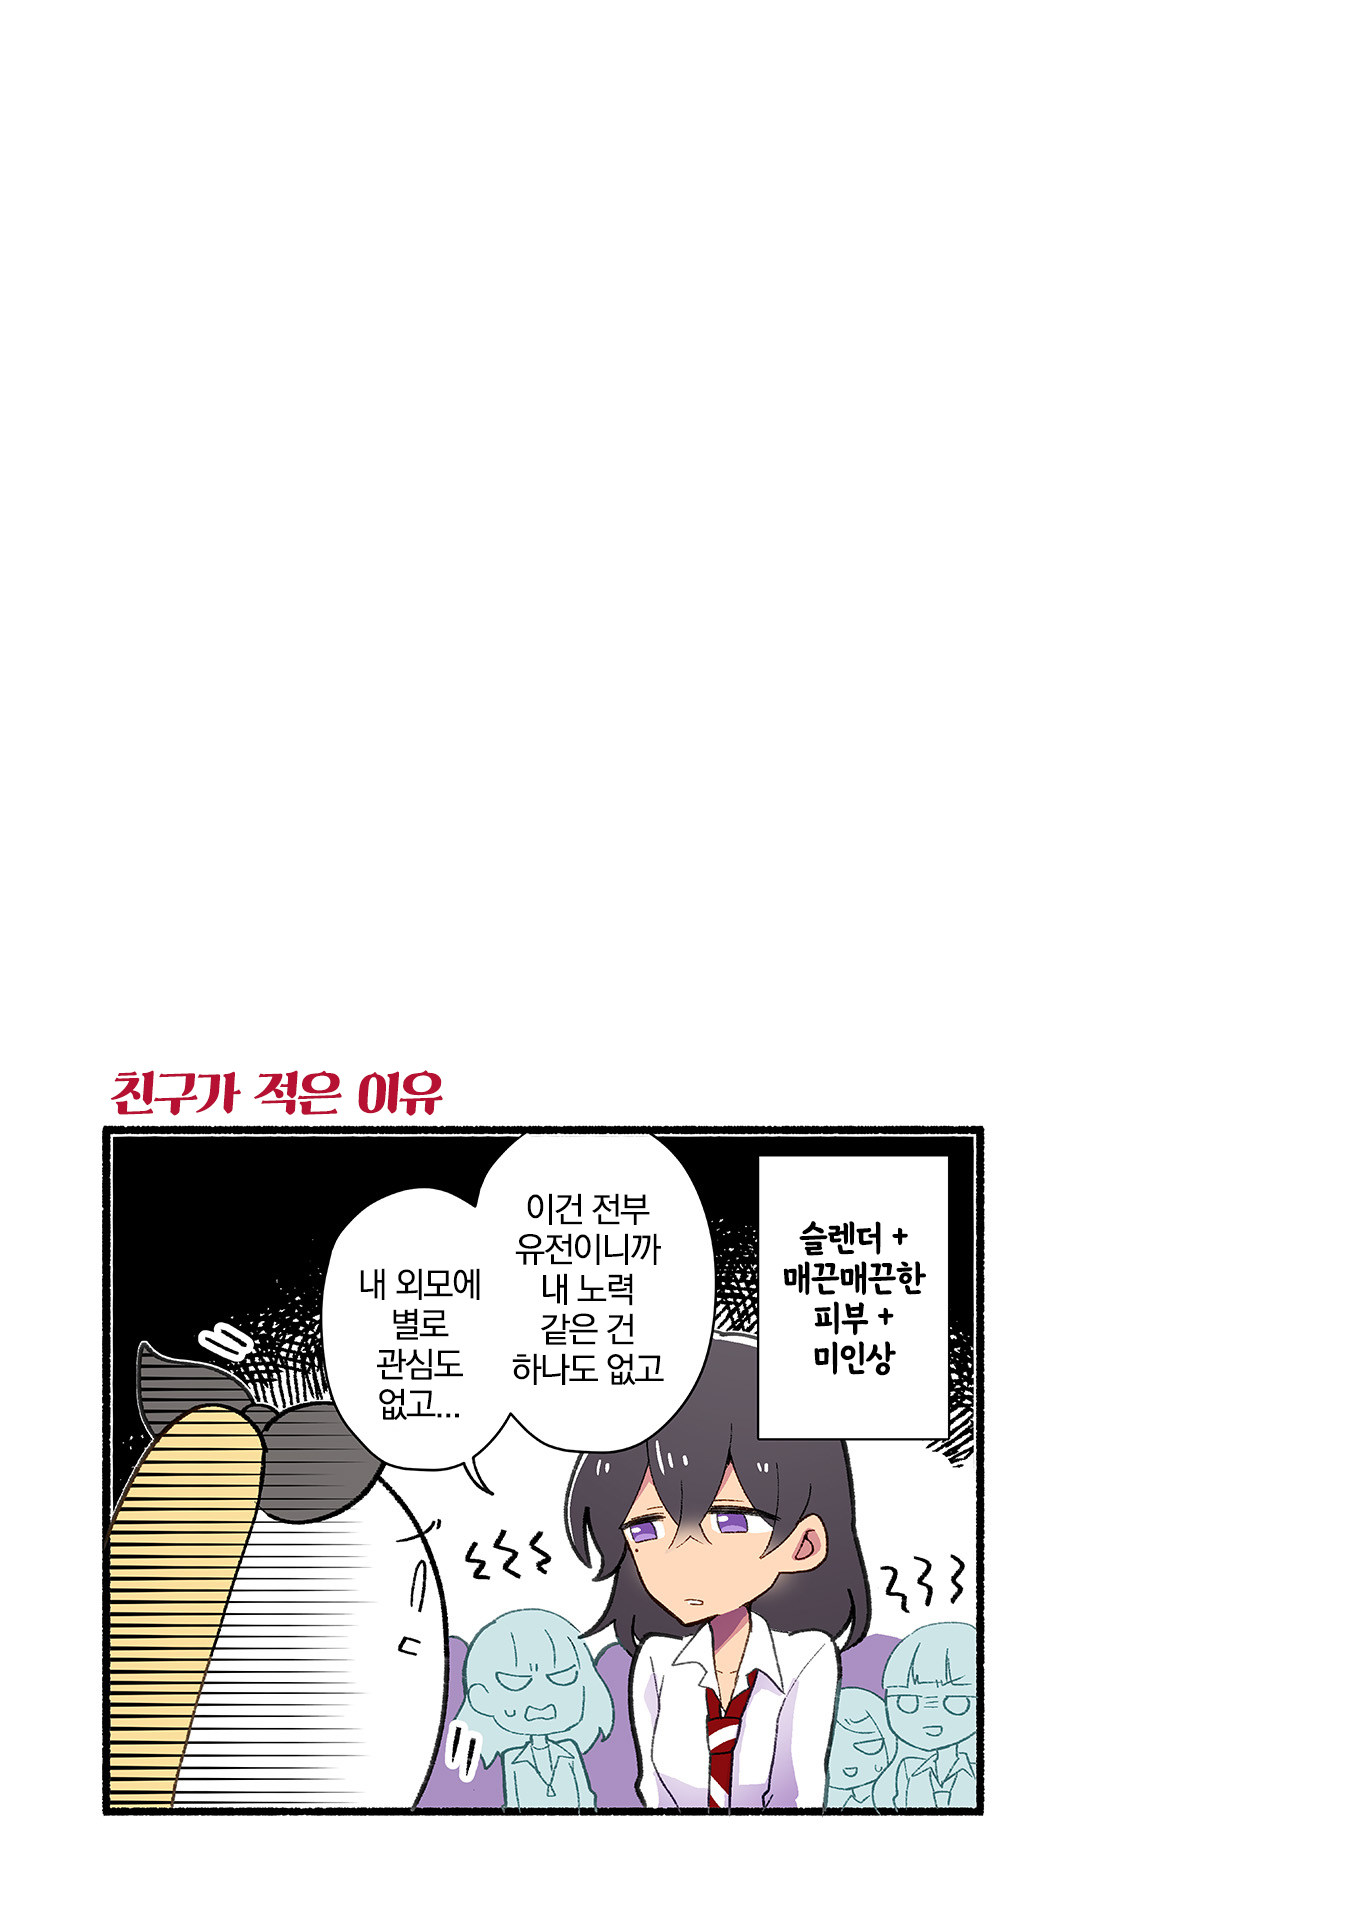 친구가 적은 이유
슬렌더 +
매끈매끈한
피부 +
미인상
이건 전부
유전이니까
내 노력
같은 건
하나도 없고
내 외모에
별로
관심도
없고...